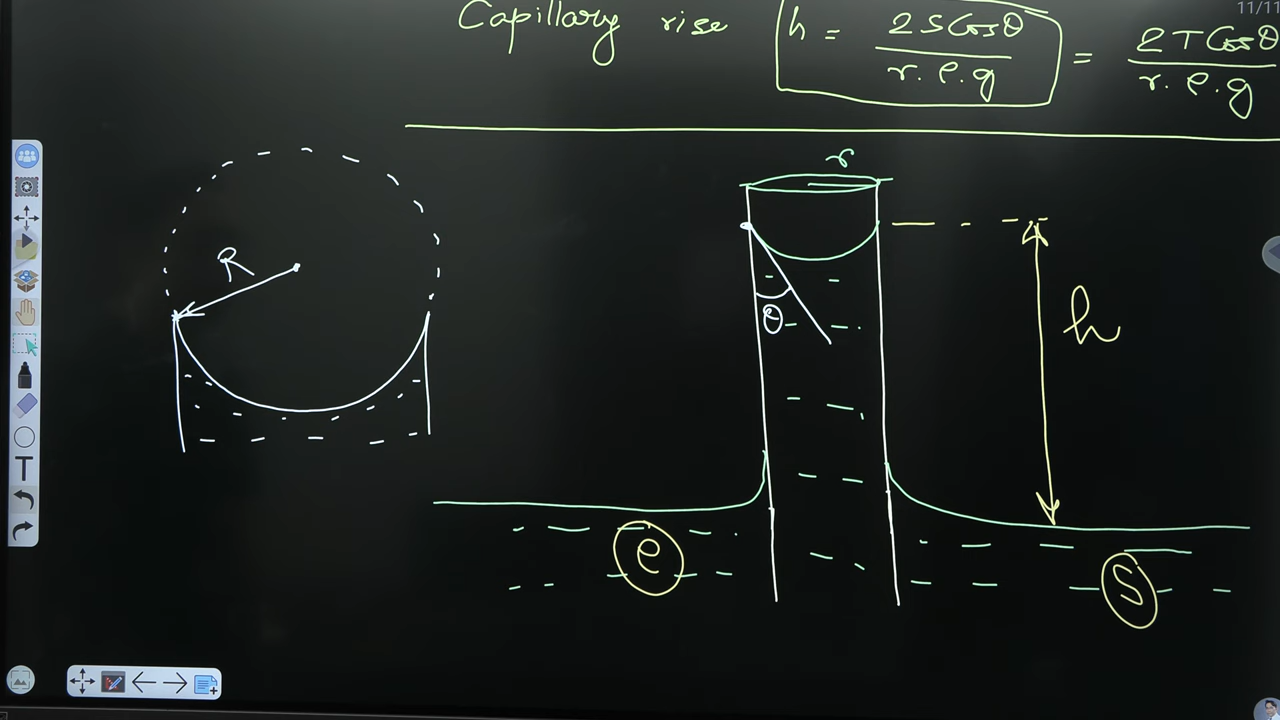 11/11
Capillary rise h = 2SCosθ / r.ρ.g = 2TCosθ / r.ρ.g
r
R
θ
h
ρ
S
T